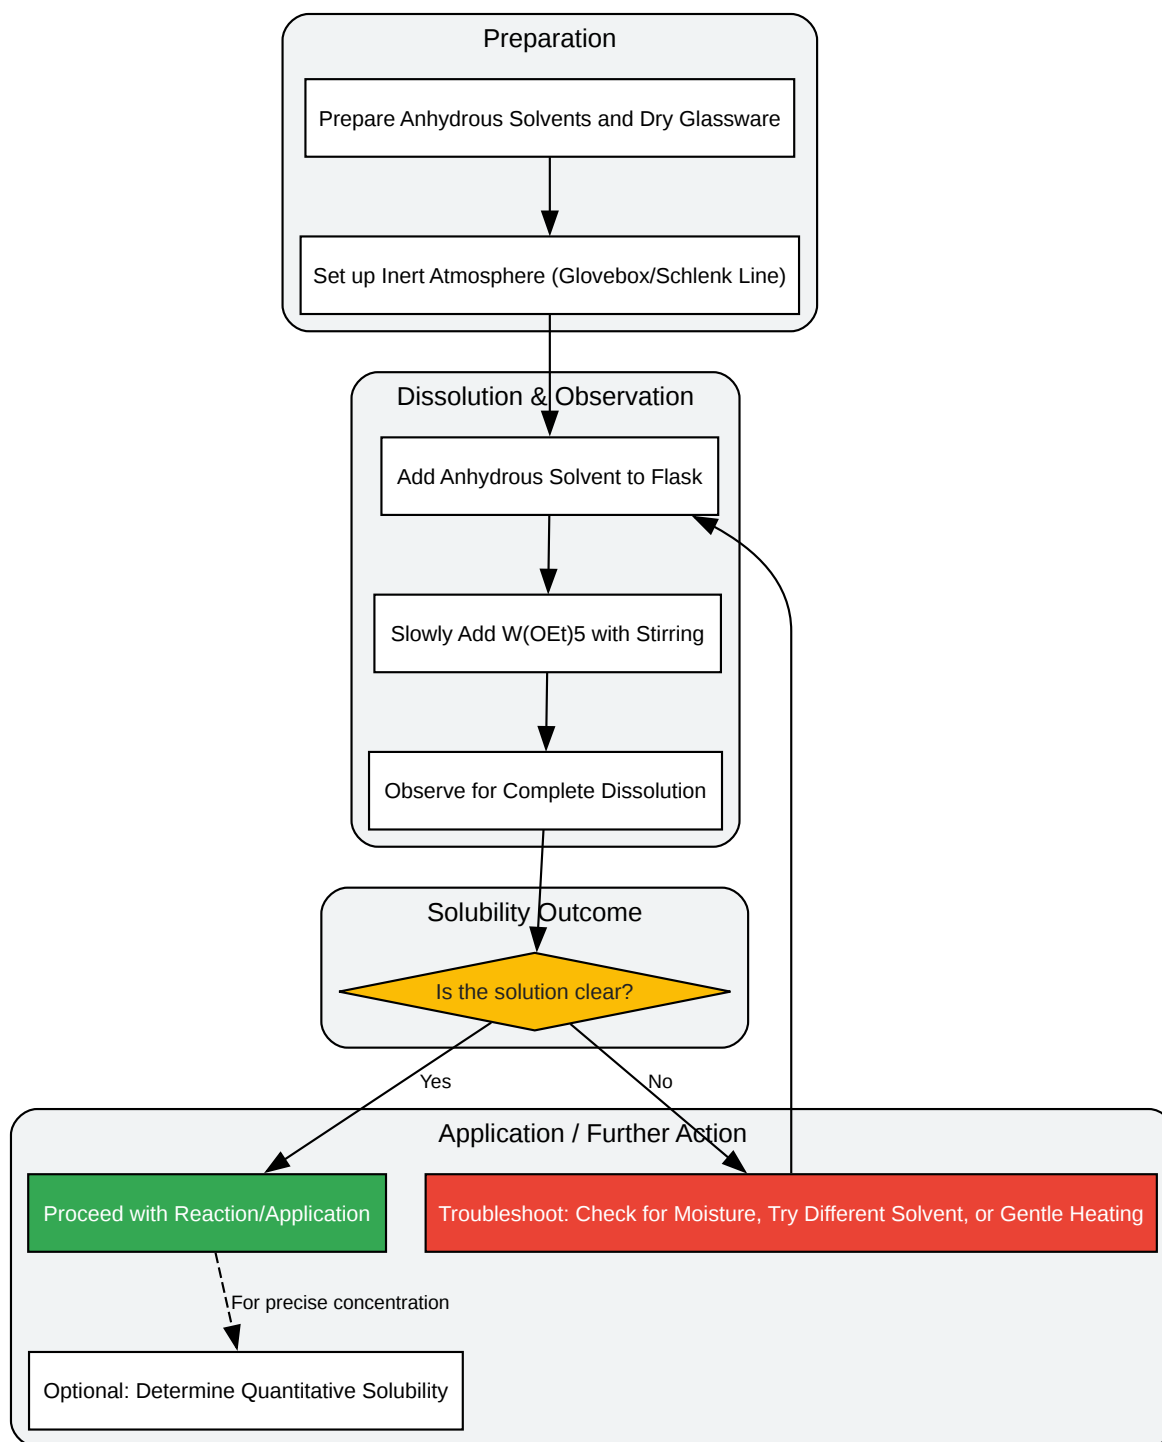 Preparation
Prepare Anhydrous Solvents and Dry Glassware
Set up Inert Atmosphere (Glovebox/Schlenk Line)
Dissolution & Observation
Add Anhydrous Solvent to Flask
Slowly Add W(OEt)5 with Stirring
Observe for Complete Dissolution
Solubility Outcome
Is the solution clear?
Yes
No
Application / Further Action
Proceed with Reaction/Application
Troubleshoot: Check for Moisture, Try Different Solvent, or Gentle Heating
For precise concentration
Optional: Determine Quantitative Solubility